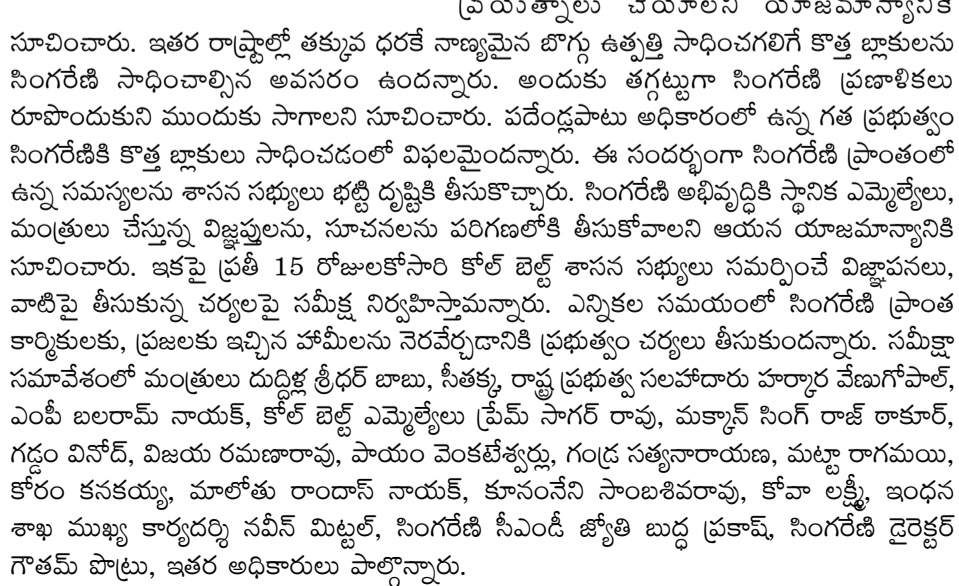 ప్రయత్నాలు చేయాలని యాజమాన్యానికి
సూచించారు. ఇతర రాష్ట్రాల్లో తక్కువ ధరకే నాణ్యమైన బొగ్గు ఉత్పత్తి సాధించగలిగే కొత్త బ్లాకులను
సింగరేణి సాధించాల్సిన అవసరం ఉందన్నారు. అందుకు తగ్గట్టుగా సింగరేణి ప్రణాళికలు
రూపొందుకుని ముందుకు సాగాలని సూచించారు. పదేండ్లపాటు అధికారంలో ఉన్న గత ప్రభుత్వం
సింగరేణికి కొత్త బ్లాకులు సాధించడంలో విఫలమైందన్నారు. ఈ సందర్భంగా సింగరేణి ప్రాంతంలో
ఉన్న సమస్యలను శాసన సభ్యులు భట్టి దృష్టికి తీసుకొచ్చారు. సింగరేణి అభివృద్ధికి స్థానిక ఎమ్మెల్యేలు,
మంత్రులు చేస్తున్న విజ్ఞప్తులను, సూచనలను పరిగణలోకి తీసుకోవాలని ఆయన యాజమాన్యానికి
సూచించారు. ఇకపై ప్రతీ 15 రోజులకోసారి కోల్ బెల్ట్ శాసన సభ్యులు సమర్పించే విజ్ఞాపనలు,
వాటిపై తీసుకున్న చర్యలపై సమీక్ష నిర్వహిస్తామన్నారు. ఎన్నికల సమయంలో సింగరేణి ప్రాంత
కార్మికులకు, ప్రజలకు ఇచ్చిన హామీలను నెరవేర్చడానికి ప్రభుత్వం చర్యలు తీసుకుందన్నారు. సమీక్షా
సమావేశంలో మంత్రులు దుద్దిళ్ల శ్రీధర్ బాబు, సీతక్క, రాష్ట్ర ప్రభుత్వ సలహాదారు హర్కార వేణుగోపాల్,
ఎంపీ బలరామ్ నాయక్, కోల్ బెల్ట్ ఎమ్మెల్యేలు ప్రేమ్ సాగర్ రావు, మక్కాన్ సింగ్ రాజ్ ఠాకూర్,
గడ్డం వినోద్, విజయ రమణారావు, పాయం వెంకటేశ్వర్లు, గండ్ర సత్యనారాయణ, మట్టా రాగమయి,
కోరం కనకయ్య, మాలోతు రాందాస్ నాయక్, కూనంనేని సాంబశివరావు, కోవా లక్ష్మీ, ఇంధన
శాఖ ముఖ్య కార్యదర్శి నవీన్ మిట్టల్, సింగరేణి సీఎండీ జ్యోతి బుద్ధ ప్రకాష్, సింగరేణి డైరెక్టర్
గౌతమ్ పొట్రు, ఇతర అధికారులు పాల్గొన్నారు.